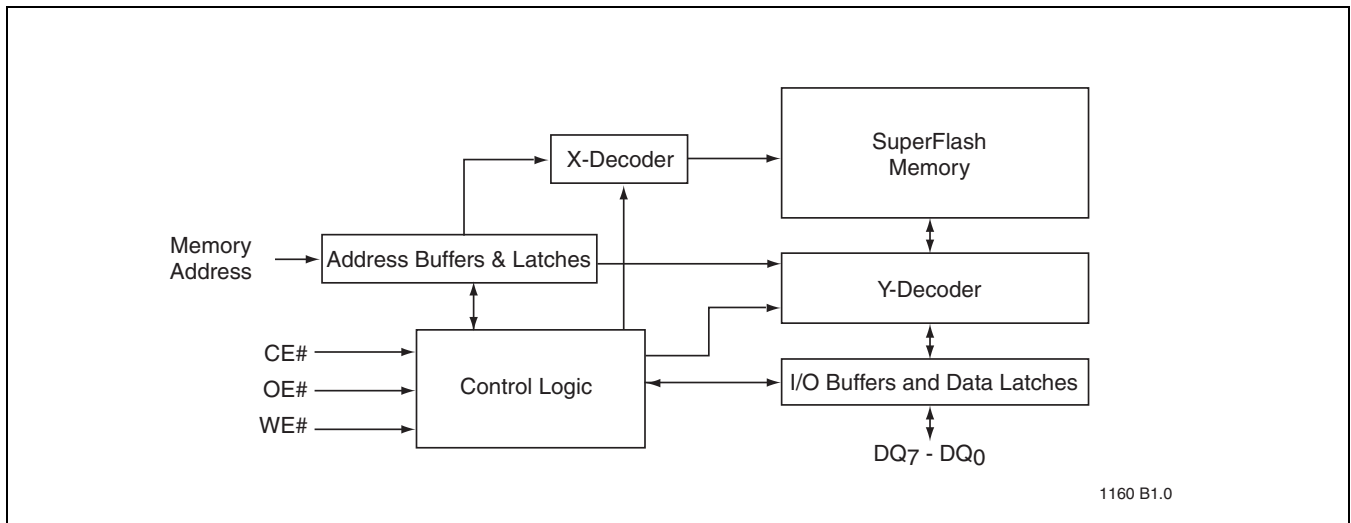 SuperFlash
Memory
X-Decoder
Memory
Address
Address Buffers & Latches
Y-Decoder
CE#
OE#
WE#
Control Logic
I/O Buffers and Data Latches
DQ7 - DQ0
1160 B1.0